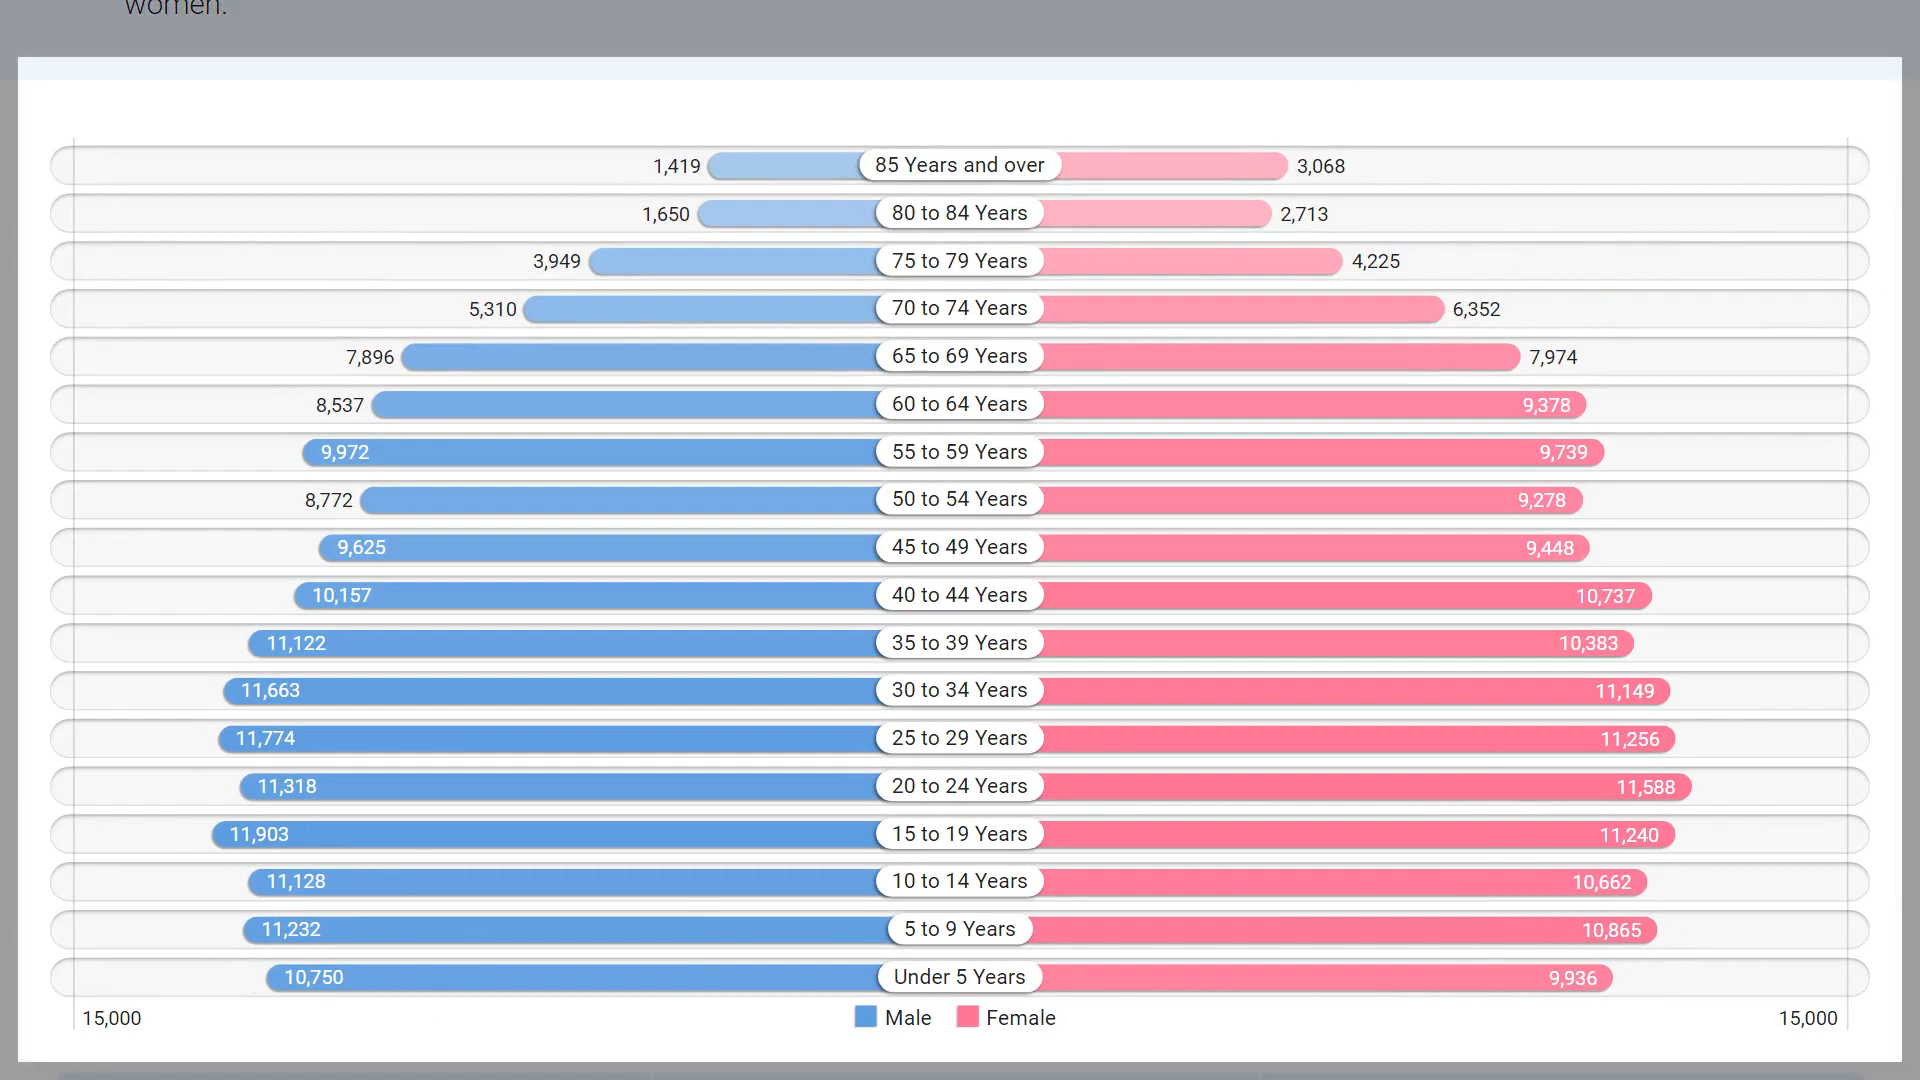 women.
1,419 85 Years and over 3,068
1,650 80 to 84 Years 2,713
3,949 75 to 79 Years 4,225
5,310 70 to 74 Years 6,352
7,896 65 to 69 Years 7,974
8,537 60 to 64 Years 9,378
9,972 55 to 59 Years 9,739
8,772 50 to 54 Years 9,278
9,625 45 to 49 Years 9,448
10,157 40 to 44 Years 10,737
11,122 35 to 39 Years 10,383
11,663 30 to 34 Years 11,149
11,774 25 to 29 Years 11,256
11,318 20 to 24 Years 11,588
11,903 15 to 19 Years 11,240
11,128 10 to 14 Years 10,662
11,232 5 to 9 Years 10,865
10,750 Under 5 Years 9,936
15,000 Male Female 15,000